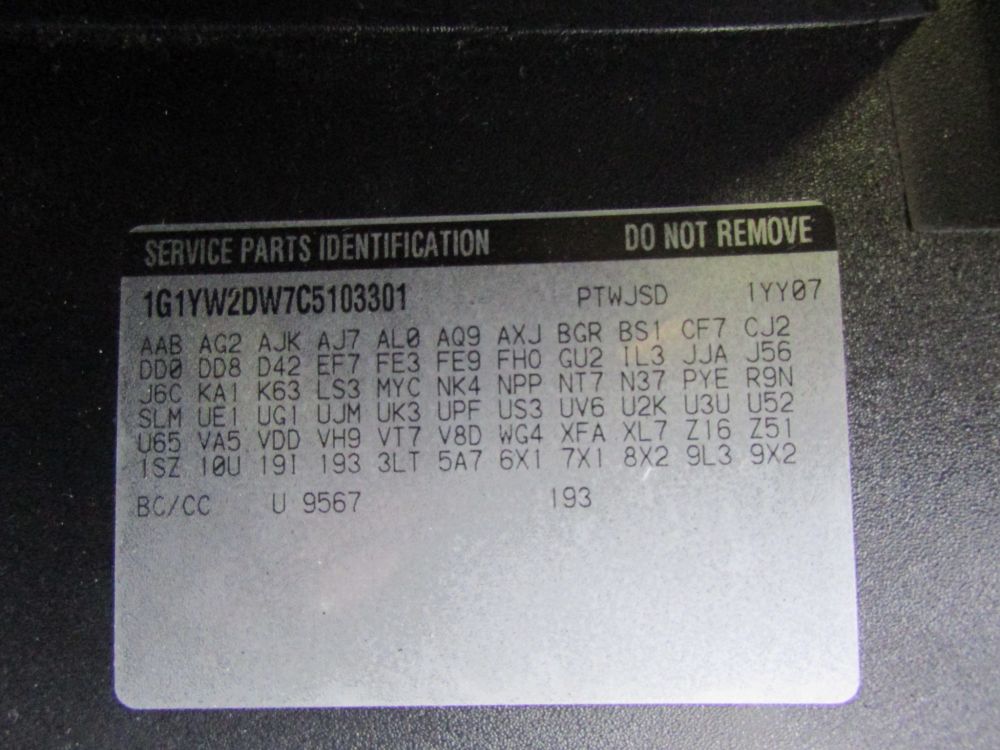 SERVICE PARTS IDENTIFICATION DO NOT REMOVE
1G1YW2DW7C5103301 PTWJSD 1YY07
AAB AG2 AJK AJ7 AL0 AQ9 AXJ BGR BS1 CF7 CJ2
DD0 DD8 D42 EF7 FE3 FE9 FHO GU2 IL3 JJA J56
J6C KA1 K63 LS3 MYC NK4 NPP NT7 N37 PYE R9N
SLM UE1 UG1 UJM UK3 UPF US3 UV6 U2K U3U U52
U65 VA5 VDD VH9 VT7 V8D WG4 XFA XL7 Z16 Z51
1SZ 10U 19I 193 3LT 5A7 6X1 7X1 8X2 9L3 9X2
BC/CC U 9567 193